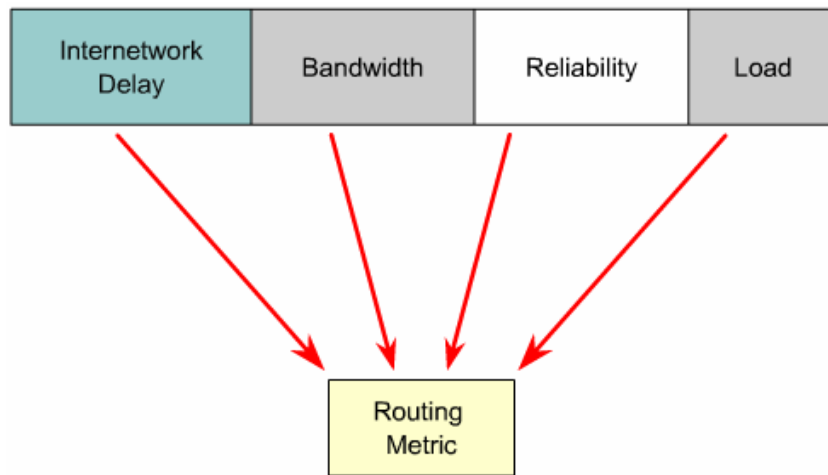 Internetwork
Delay
Bandwidth
Reliability
Load
Routing
Metric